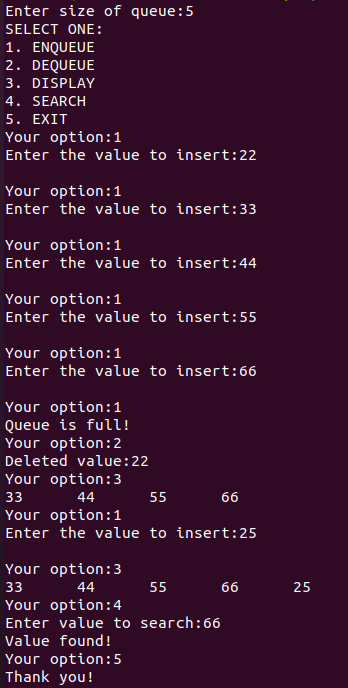 Enter size of queue:5
SELECT ONE:
1. ENQUEUE
2. DEQUEUE
3. DISPLAY
4. SEARCH
5. EXIT
Your option:1
Enter the value to insert:22
Your option:1
Enter the value to insert:33
Your option:1
Enter the value to insert:44
Your option:1
Enter the value to insert:55
Your option:1
Enter the value to insert:66
Your option:1
Queue is full!
Your option:2
Deleted value:22
Your option:3
33 44 55 66
Your option:1
Enter the value to insert:25
Your option:3
33 44 55 66 25
Your option:4
Enter value to search:66
Value found!
Your option:5
Thank you!